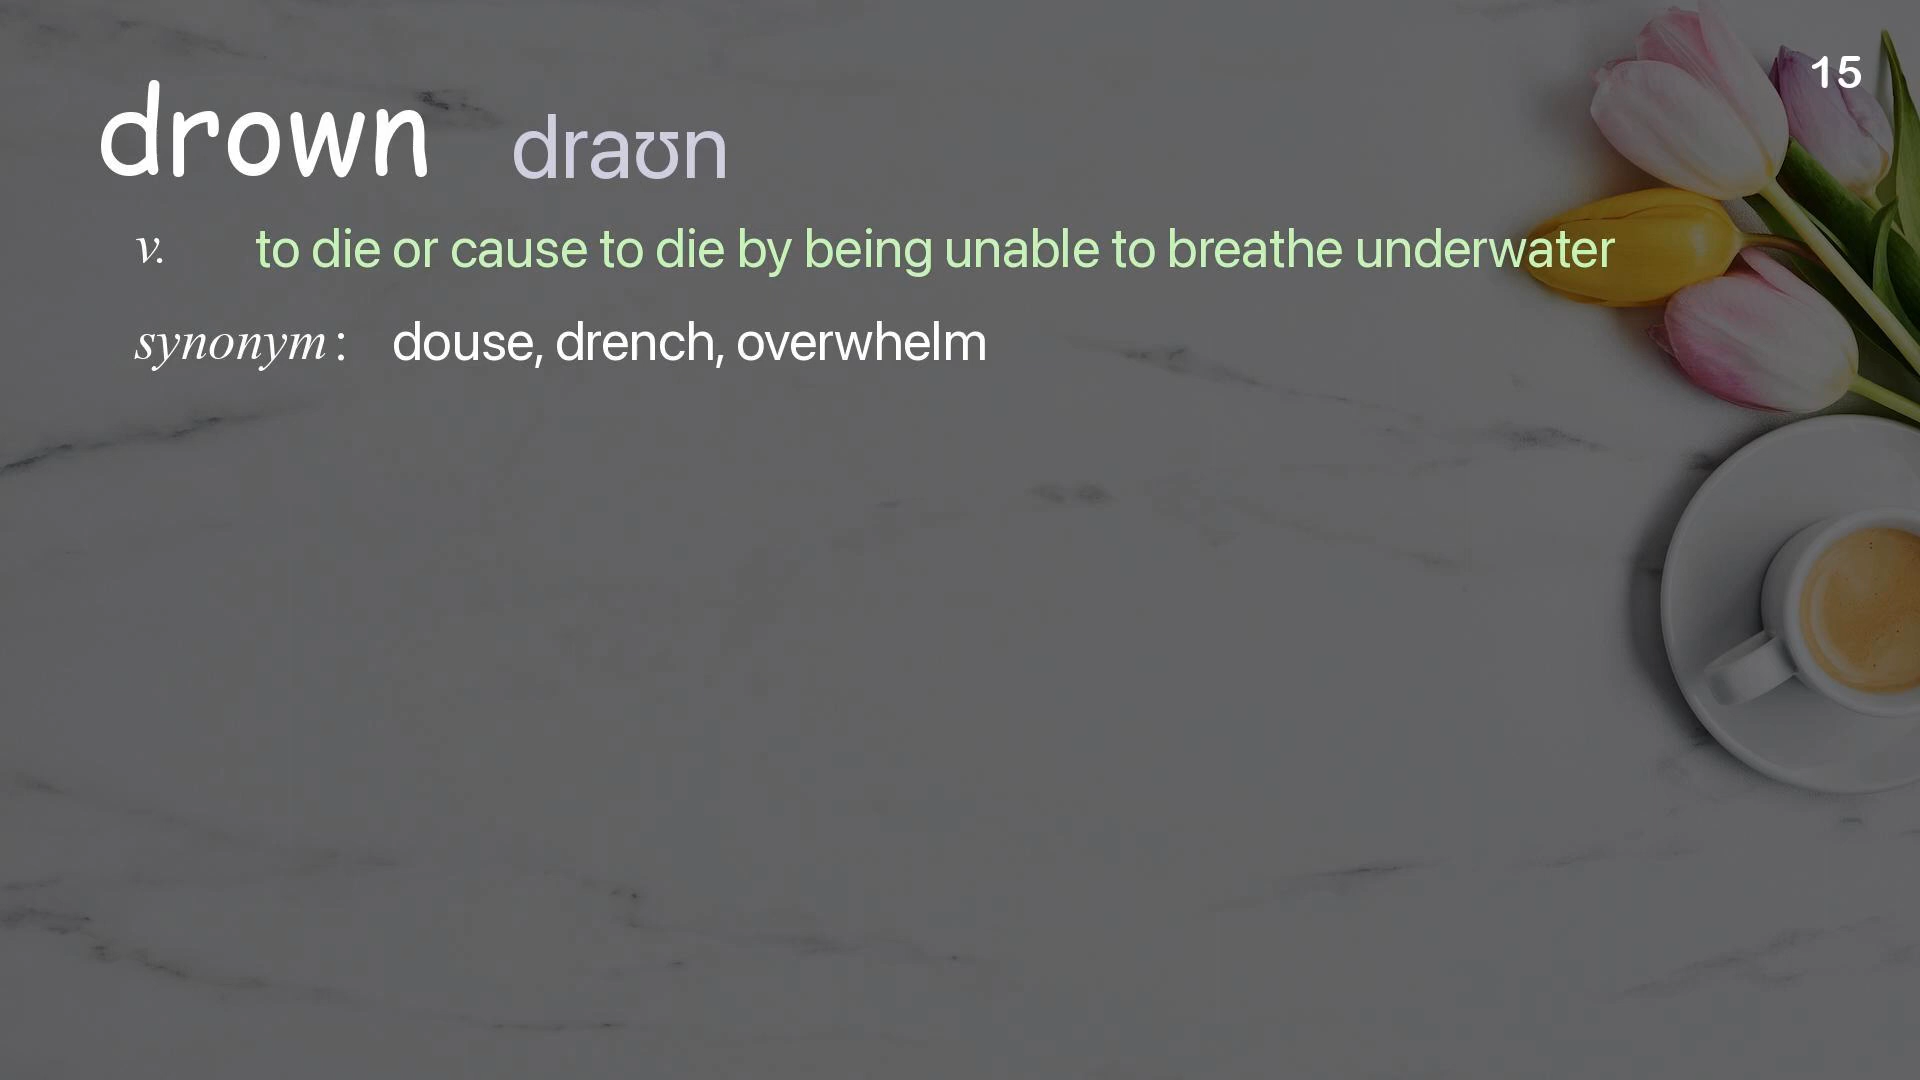 15
drown draʊn
v. to die or cause to die by being unable to breathe underwater
synonym : douse, drench, overwhelm